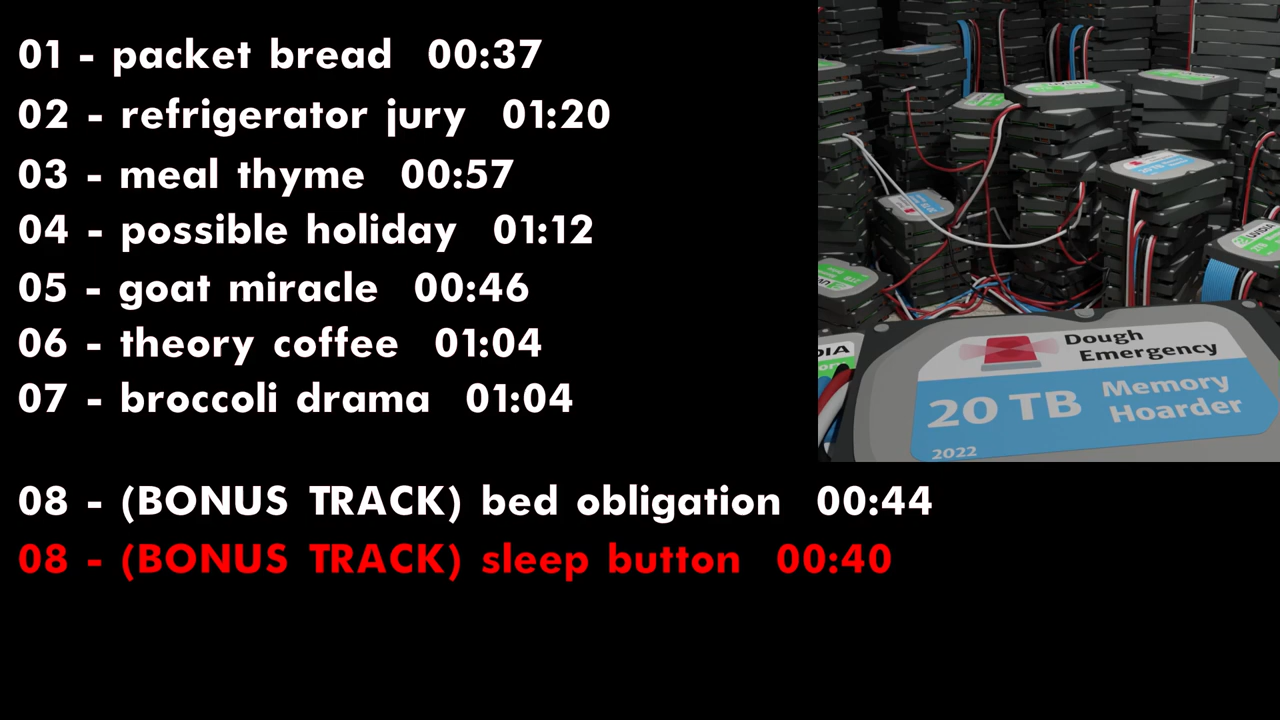 01 - packet bread 00:37
02 - refrigerator jury 01:20
03 - meal thyme 00:57
04 - possible holiday 01:12
05 - goat miracle 00:46
06 - theory coffee 01:04
07 - broccoli drama 01:04
08 - (BONUS TRACK) bed obligation 00:44
08 - (BONUS TRACK) sleep button 00:40
20 TB
Dough
Emergency
20 TB
Memory
Hoarder
2022